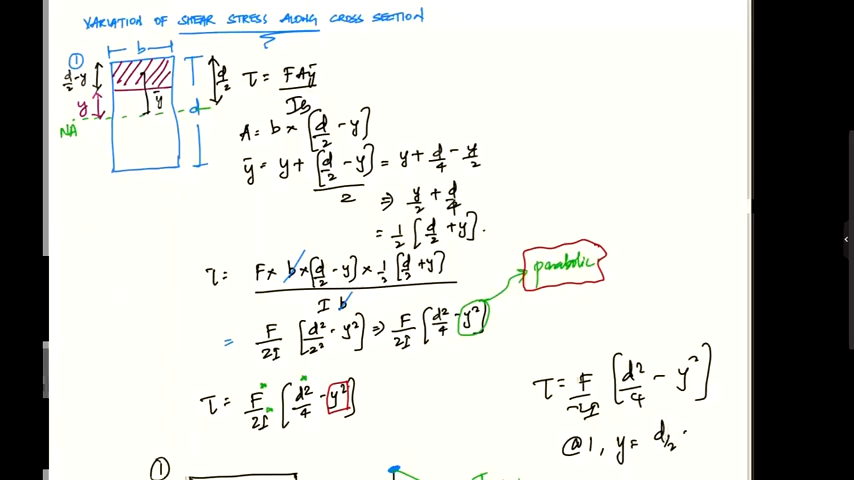 VARIATION OF SHEAR STRESS ALONG CROSS SECTION
① b
d/2 - y
y
ȳ
d/2
d
NA
τ = FAȳ / Ib
A = b × [d/2 - y]
ȳ = y + [d/2 - y] / 2 = y + d/4 - y/2
⇒ y/2 + d/4
= 1/2 [d/2 + y].
τ = F × b × [d/2 - y] × 1/2 [d/2 + y] / I b
parabolic
= F/2I [d²/2² - y²] ⇒ F/2I [d²/4 - y²]
τ = F/2I [d²/4 - y²]
τ = F/2I [d²/4 - y²]
@1, y = d/2
①